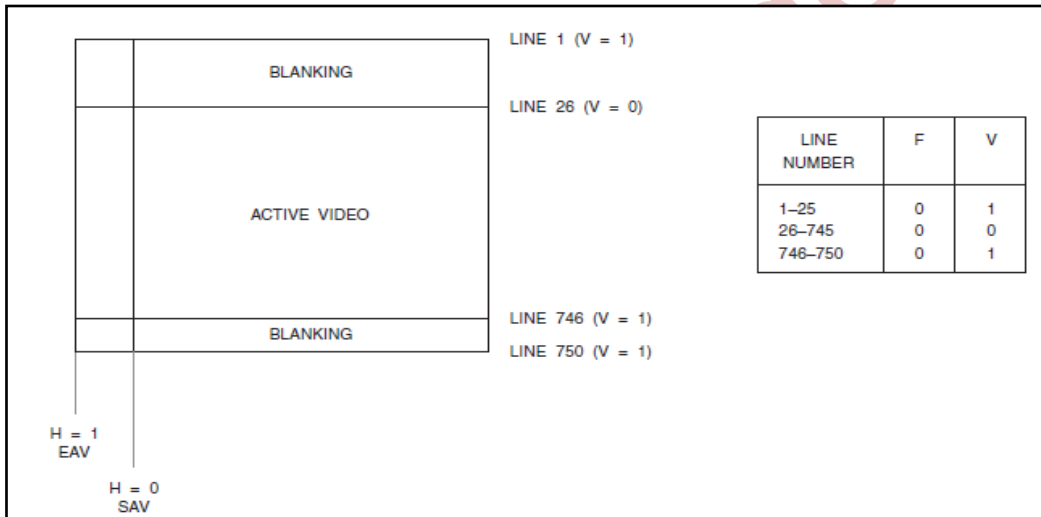 LINE 1 (V = 1)
BLANKING
LINE 26 (V = 0)
ACTIVE VIDEO
LINE 746 (V = 1)
BLANKING
LINE 750 (V = 1)
H = 1
EAV
H = 0
SAV
LINE NUMBER F V
1–25 0 1
26–745 0 0
746–750 0 1